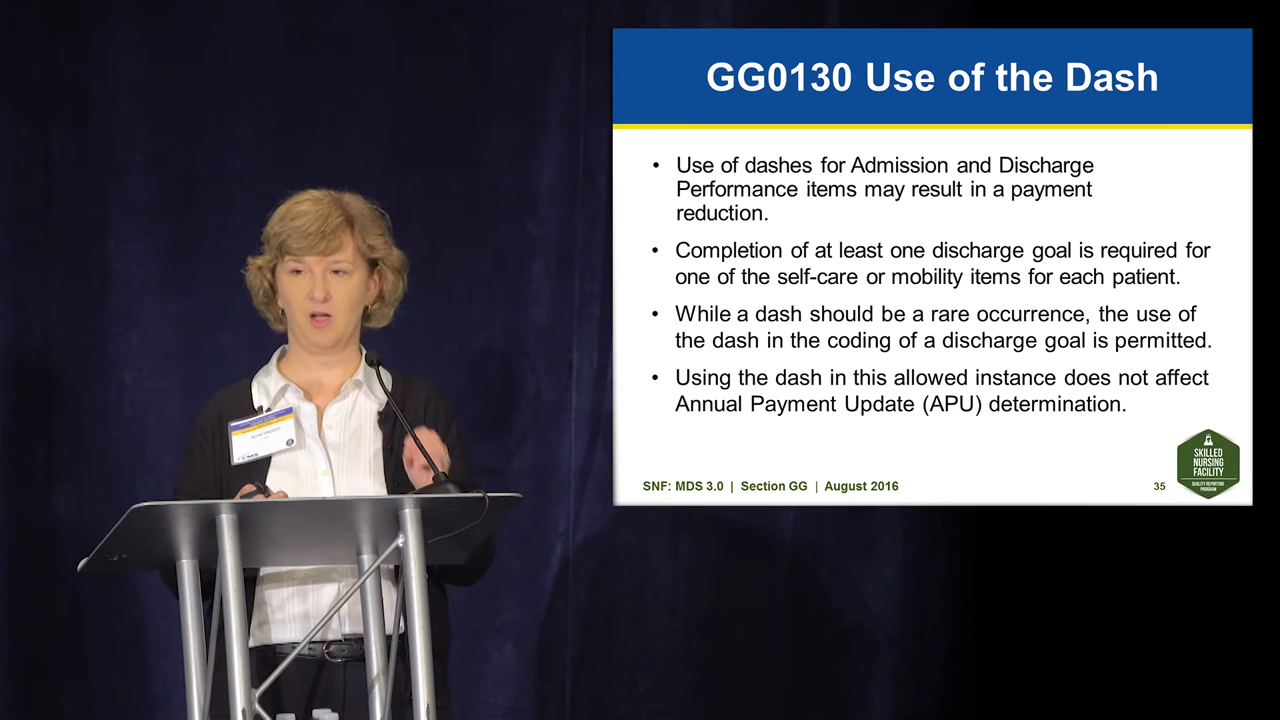 GG0130 Use of the Dash
• Use of dashes for Admission and Discharge
Performance items may result in a payment
reduction.
• Completion of at least one discharge goal is required for
one of the self-care or mobility items for each patient.
• While a dash should be a rare occurrence, the use of
the dash in the coding of a discharge goal is permitted.
• Using the dash in this allowed instance does not affect
Annual Payment Update (APU) determination.
SNF: MDS 3.0 | Section GG | August 2016
35
SKILLED
NURSING
FACILITY
QUALITY REPORTING
PROGRAM